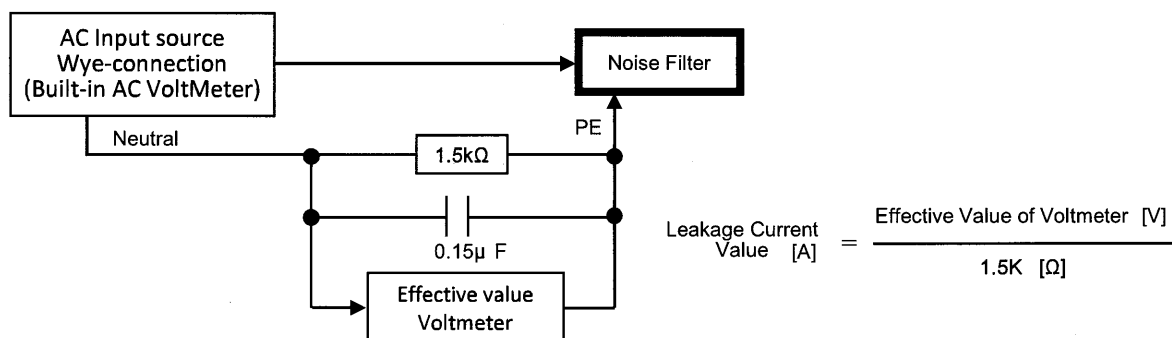 AC Input source
Wye-connection
(Built-in AC VoltMeter)
Noise Filter
PE
Neutral
1.5kΩ
0.15μ F
Effective value
Voltmeter
Leakage Current
Value [A]
=
Effective Value of Voltmeter [V]
1.5K [Ω]